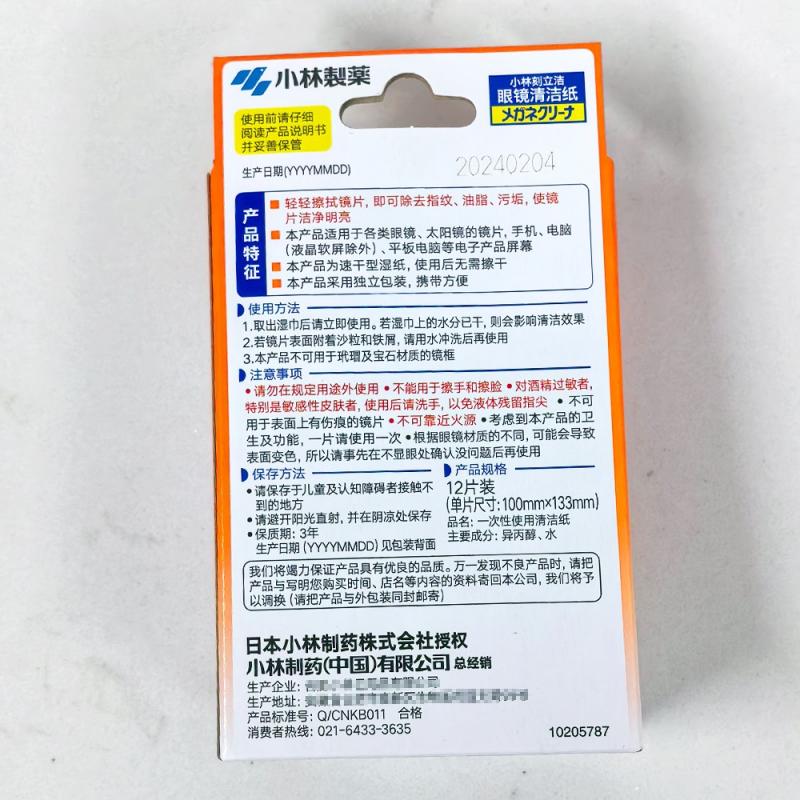 小林製薬
小林刻立洁
眼镜清洁纸
メガネクリーナ
使用前请仔细
阅读产品说明书
并妥善保管
生产日期(YYYYMMDD)
20240204
产品特征
■ 轻轻擦拭镜片, 即可除去指纹、油脂、污垢, 使镜
片洁净明亮
■ 本产品适用于各类眼镜、太阳镜的镜片, 手机、电脑
(液晶软屏除外)、平板电脑等电子产品屏幕
■ 本产品为速干型湿纸, 使用后无需擦干
■ 本产品采用独立包装, 携带方便
使用方法
1.取出湿巾后请立即使用。若湿巾上的水分已干, 则会影响清洁效果
2.若镜片表面附着沙粒和铁屑, 请用水冲洗后再使用
3.本产品不可用于玳瑁及宝石材质的镜框
注意事项
•请勿在规定用途外使用 •不能用于擦手和擦脸 •对酒精过敏者,
特别是敏感性皮肤者, 使用后请洗手, 以免液体残留指尖 •不可
用于表面上有伤痕的镜片 •不可靠近火源 •考虑到本产品的卫
生及功能, 一片请使用一次 •根据眼镜材质的不同, 可能会导致
表面变色, 所以请事先在不显眼处确认没问题后再使用
保存方法
•请保存于儿童及认知障碍者接触不
到的地方
•请避开阳光直射, 并在阴凉处保存
•保质期: 3年
生产日期 (YYYYMMDD) 见包装背面
产品规格
12片装
(单片尺寸: 100mm×133mm)
品名: 一次性使用清洁纸
主要成分: 异丙醇、水
我们将竭力保证产品具有优良的品质。万一发现不良产品时, 请把
产品与写明您购买时间、店名等内容的资料寄回本公司, 我们将予
以调换 (请把产品与外包装同封邮寄)
日本小林制药株式会社授权
小林制药(中国)有限公司 总经销
生产企业:
生产地址:
产品标准号: Q/CNKB011 合格
消费者热线: 021-6433-3635
10205787